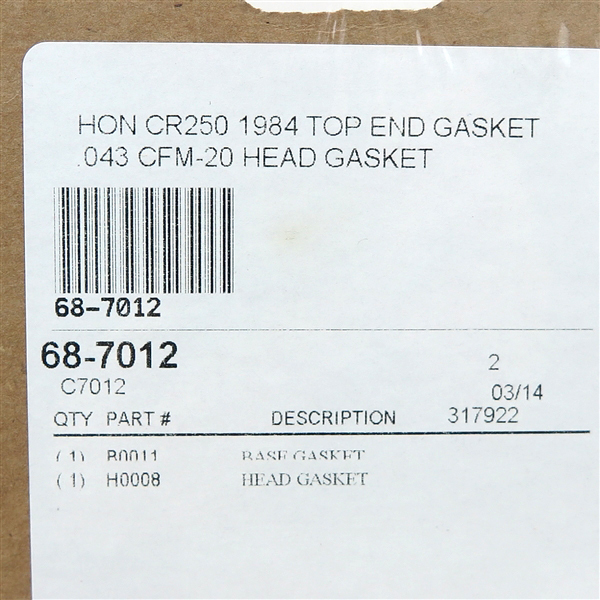 HON CR250 1984 TOP END GASKET
.043 CFM-20 HEAD GASKET
68-7012
68-7012 2
C7012 03/14
QTY PART # DESCRIPTION 317922
( 1) B0011 BASE GASKET
( 1) H0008 HEAD GASKET